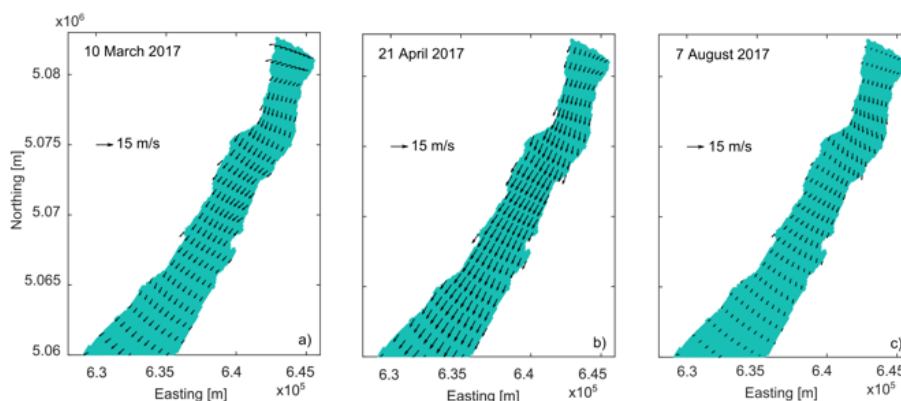 x10⁶
10 March 2017
21 April 2017
7 August 2017
5.08
5.075
5.07
5.065
5.06
Northing [m]
15 m/s
15 m/s
15 m/s
a)
b)
c)
6.3 6.35 6.4 6.45
6.3 6.35 6.4 6.45
6.3 6.35 6.4 6.45
Easting [m] x10⁵
Easting [m] x10⁵
Easting [m] x10⁵